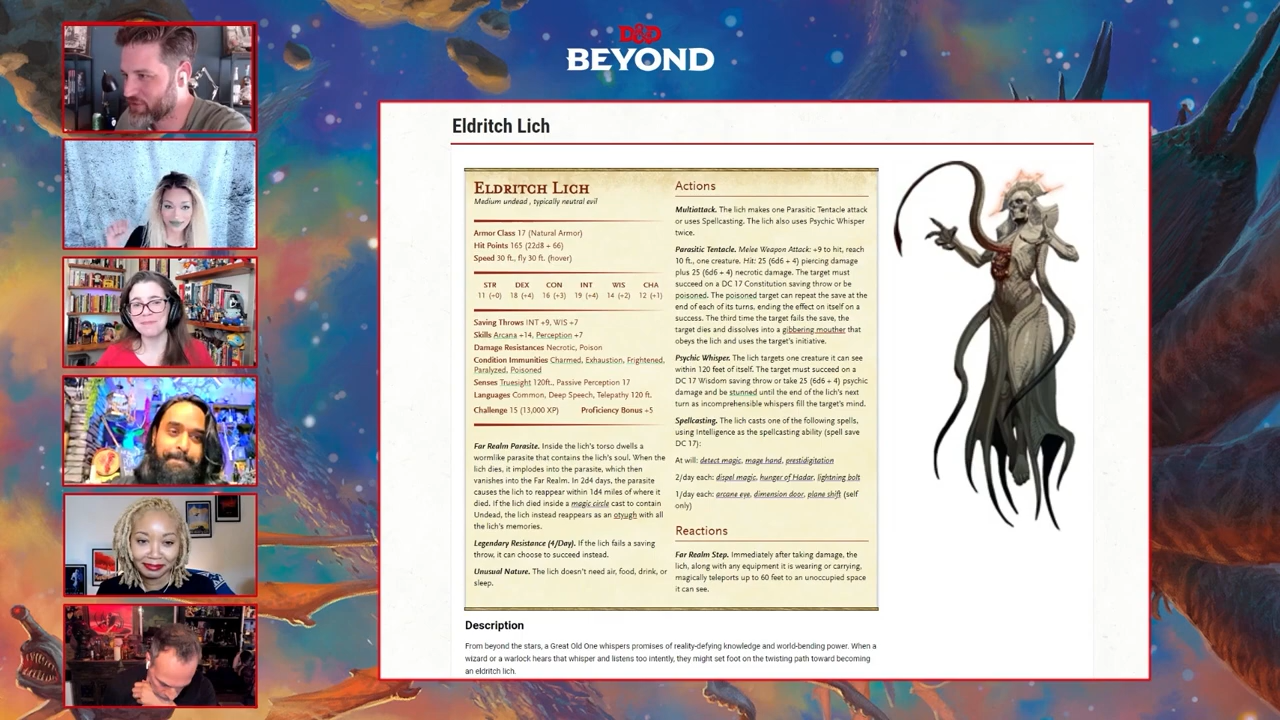 D&D
BEYOND
Eldritch Lich
ELDRITCH LICH
Medium undead , typically neutral evil
Armor Class 17 (Natural Armor)
Hit Points 165 (22d8 + 66)
Speed 30 ft., fly 30 ft. (hover)
STR DEX CON INT WIS CHA
11 (+0) 18 (+4) 16 (+3) 19 (+4) 14 (+2) 12 (+1)
Saving Throws INT +9, WIS +7
Skills Arcana +14, Perception +7
Damage Resistances Necrotic, Poison
Condition Immunities Charmed, Exhaustion, Frightened,
Paralyzed, Poisoned
Senses Truesight 120ft., Passive Perception 17
Languages Common, Deep Speech, Telepathy 120 ft.
Challenge 15 (13,000 XP) Proficiency Bonus +5
Far Realm Parasite. Inside the lich's torso dwells a
wormlike parasite that contains the lich's soul. When the
lich dies, it implodes into the parasite, which then
vanishes into the Far Realm. In 2d4 days, the parasite
causes the lich to reappear within 1d4 miles of where it
died. If the lich died inside a magic circle cast to contain
Undead, the lich instead reappears as an otyugh with all
the lich's memories.
Legendary Resistance (4/Day). If the lich fails a saving
throw, it can choose to succeed instead.
Unusual Nature. The lich doesn't need air, food, drink, or
sleep.
Actions
Multiattack. The lich makes one Parasitic Tentacle attack
or uses Spellcasting. The lich also uses Psychic Whisper
twice.
Parasitic Tentacle. Melee Weapon Attack: +9 to hit, reach
10 ft., one creature. Hit: 25 (6d6 + 4) piercing damage
plus 25 (6d6 + 4) necrotic damage. The target must
succeed on a DC 17 Constitution saving throw or be
poisoned. The poisoned target can repeat the save at the
end of each of its turns, ending the effect on itself on a
success. The third time the target fails the save, the
target dies and dissolves into a gibbering mouther that
obeys the lich and uses the target's initiative.
Psychic Whisper. The lich targets one creature it can see
within 120 feet of itself. The target must succeed on a
DC 17 Wisdom saving throw or take 25 (6d6 + 4) psychic
damage and be stunned until the end of the lich's next
turn as incomprehensible whispers fill the target's mind.
Spellcasting. The lich casts one of the following spells,
using Intelligence as the spellcasting ability (spell save
DC 17):
At will: detect magic, mage hand, prestidigitation
2/day each: dispel magic, hunger of Hadar, lightning bolt
1/day each: arcane eye, dimension door, plane shift (self
only)
Reactions
Far Realm Step. Immediately after taking damage, the
lich, along with any equipment it is wearing or carrying,
magically teleports up to 60 feet to an unoccupied space
it can see.
Description
From beyond the stars, a Great Old One whispers promises of reality-defying knowledge and world-bending power. When a
wizard or a warlock hears that whisper and listens too intently, they might set foot on the twisting path toward becoming
an eldritch lich.